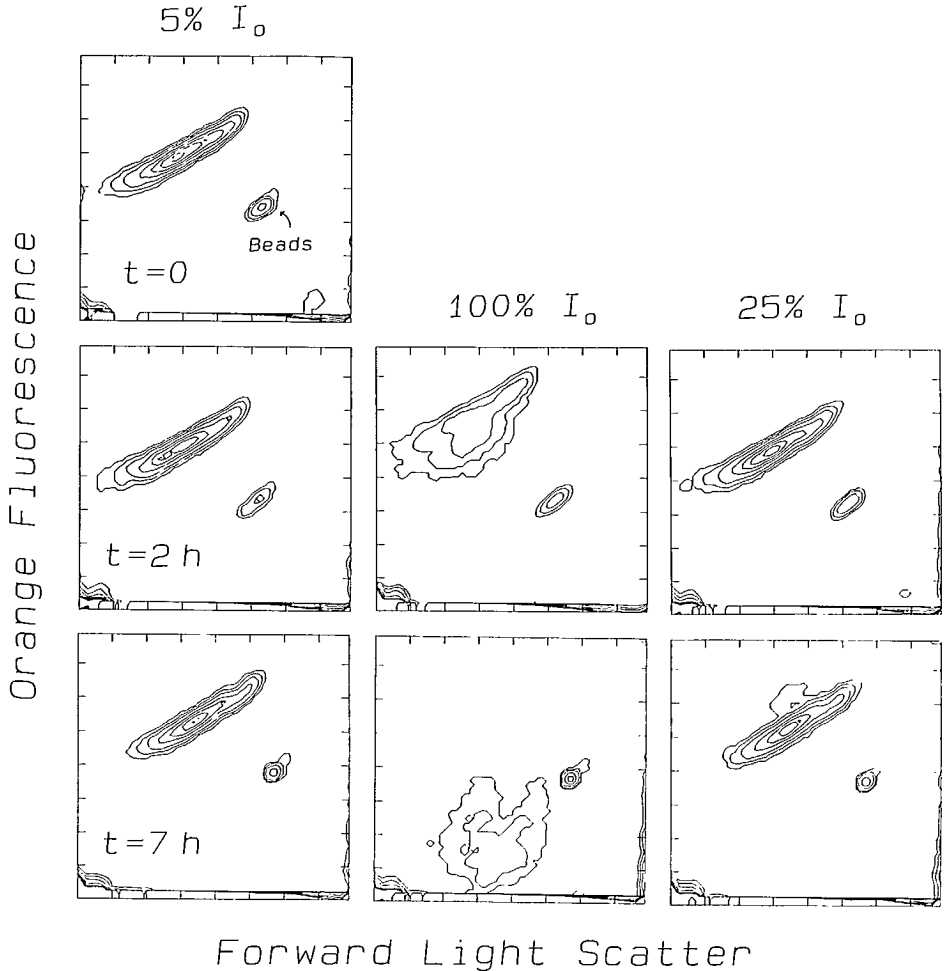 5% I₀
Beads
t=0
100% I₀
25% I₀
t=2 h
t=7 h
Orange Fluorescence
Forward Light Scatter